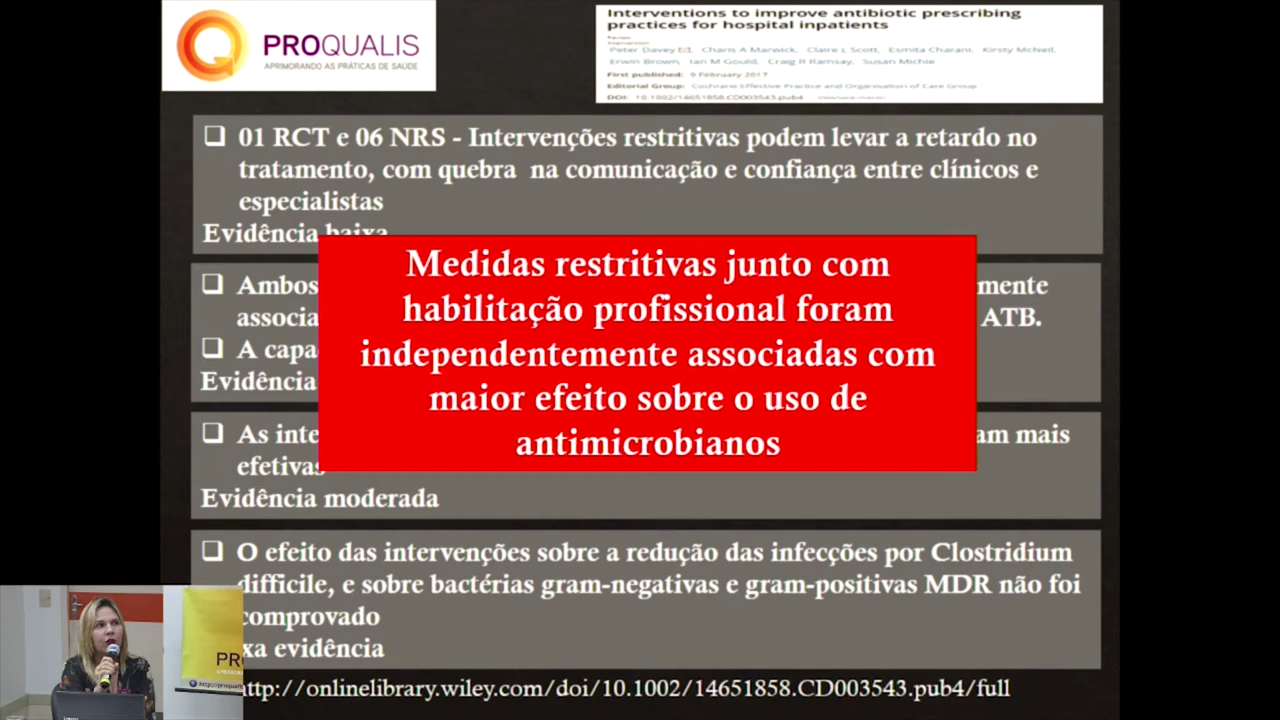 PROQUALIS
APRIMORANDO AS PRÁTICAS DE SAÚDE
Interventions to improve antibiotic prescribing
practices for hospital inpatients
Peter Davey Charis A Marwick, Claire L Scott, Esmita Charani, Kirsty McNeil,
Erwin Brown, Ian M Gould, Craig R Ramsay, Susan Michie
First published: 9 February 2017
Editorial Group: Cochrane Effective Practice and Organisation of Care Group
DOI: 10.1002/14651858.CD003543.pub4
❑ 01 RCT e 06 NRS - Intervenções restritivas podem levar a retardo no
tratamento, com quebra na comunicação e confiança entre clínicos e
especialistas
Evidência baixa
Medidas restritivas junto com
habilitação profissional foram
independentemente associadas com
maior efeito sobre o uso de
antimicrobianos
❑ Ambos mente
associa ATB.
❑ A capa
Evidência
❑ As inte am mais
efetivas
Evidência moderada
❑ O efeito das intervenções sobre a redução das infecções por Clostridium
difficile, e sobre bactérias gram-negativas e gram-positivas MDR não foi
comprovado
xa evidência
ttp://onlinelibrary.wiley.com/doi/10.1002/14651858.CD003543.pub4/full
PR